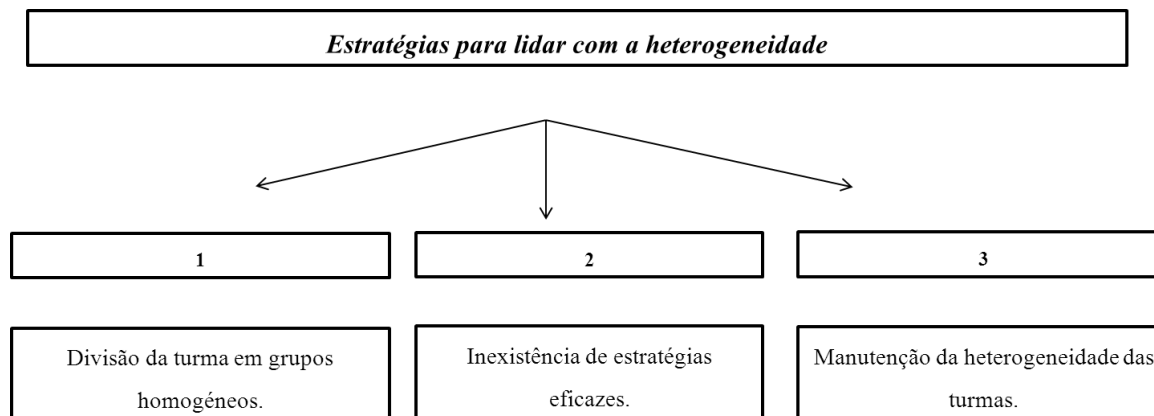 Estratégias para lidar com a heterogeneidade
1
2
3
Divisão da turma em grupos
homogéneos.
Inexistência de estratégias
eficazes.
Manutenção da heterogeneidade das
turmas.